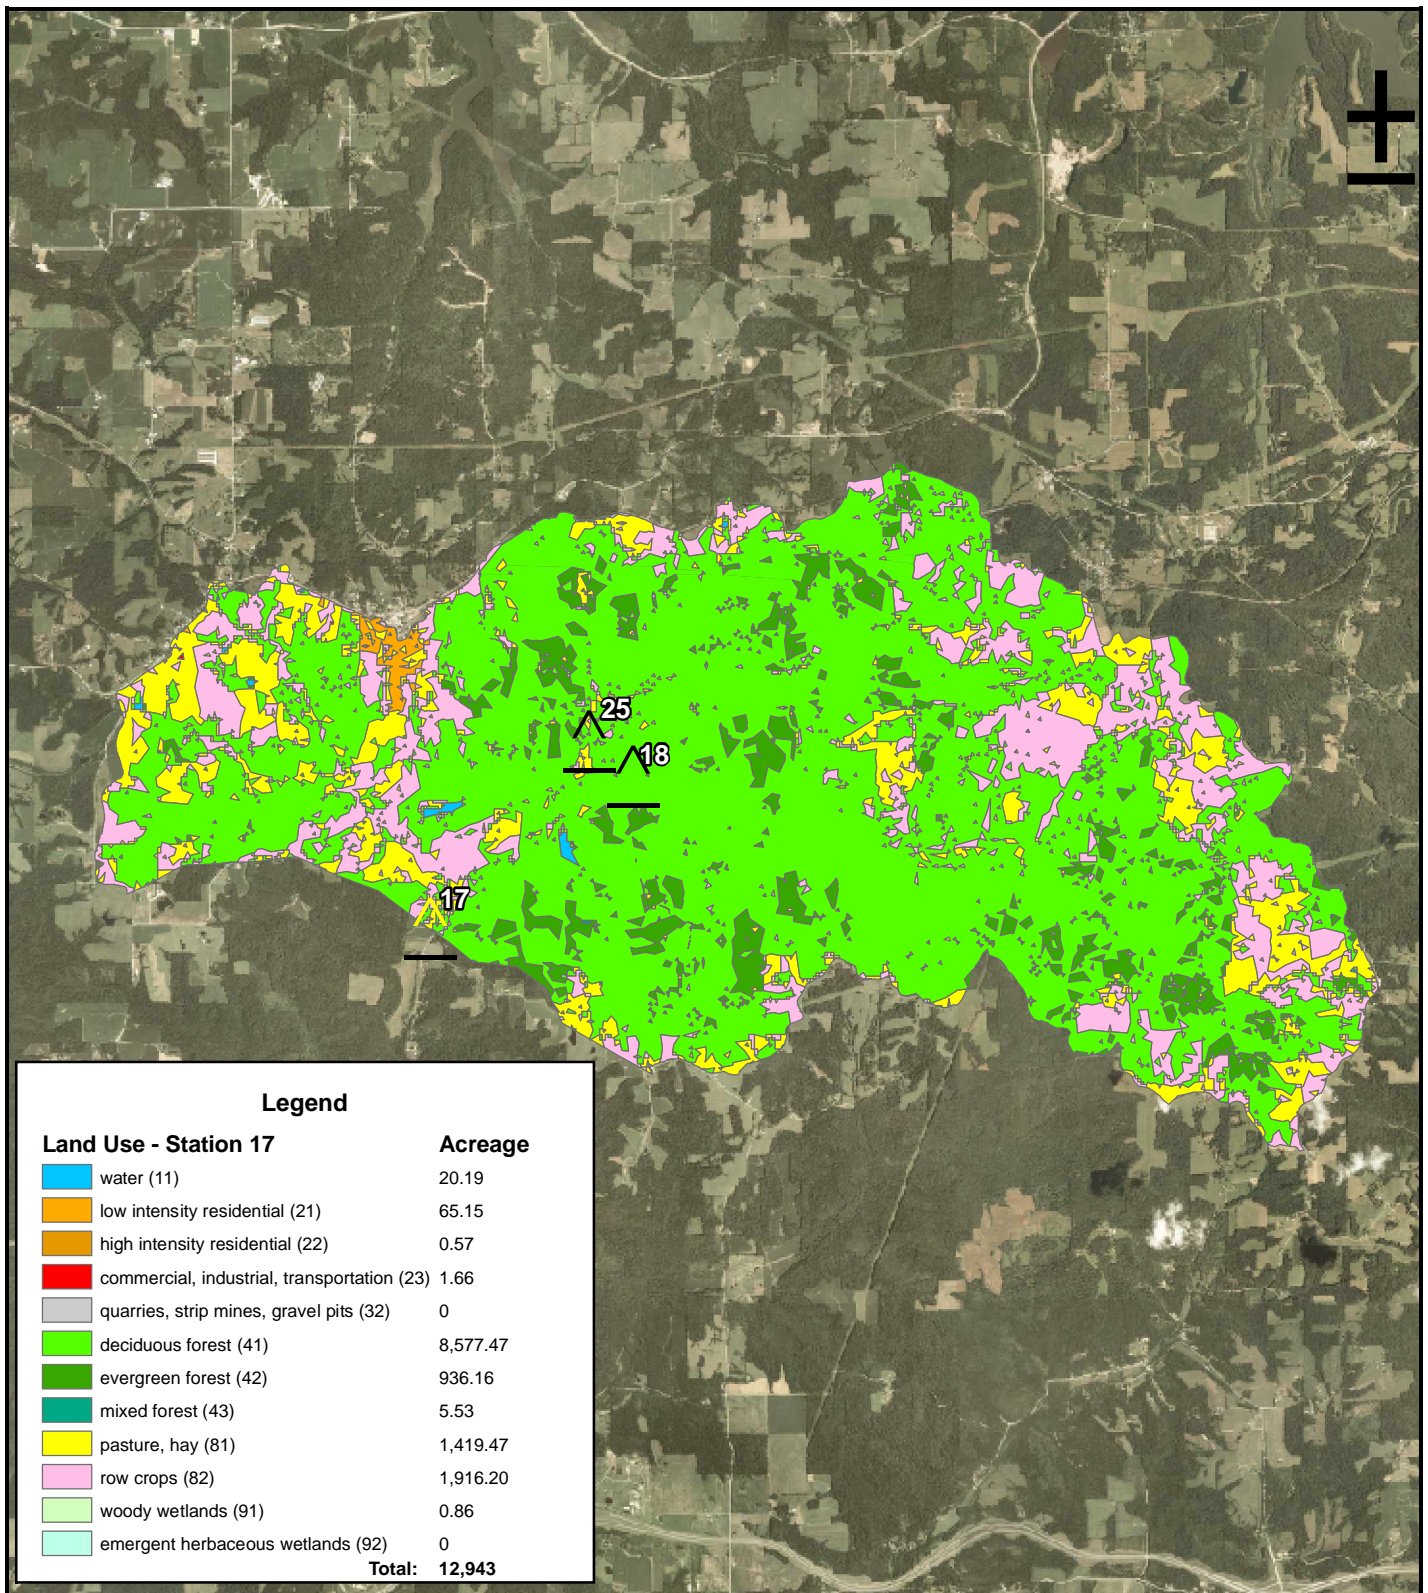 25
18
17
Legend
Land Use - Station 17 Acreage
water (11) 20.19
low intensity residential (21) 65.15
high intensity residential (22) 0.57
commercial, industrial, transportation (23) 1.66
quarries, strip mines, gravel pits (32) 0
deciduous forest (41) 8,577.47
evergreen forest (42) 936.16
mixed forest (43) 5.53
pasture, hay (81) 1,419.47
row crops (82) 1,916.20
woody wetlands (91) 0.86
emergent herbaceous wetlands (92) 0
Total: 12,943